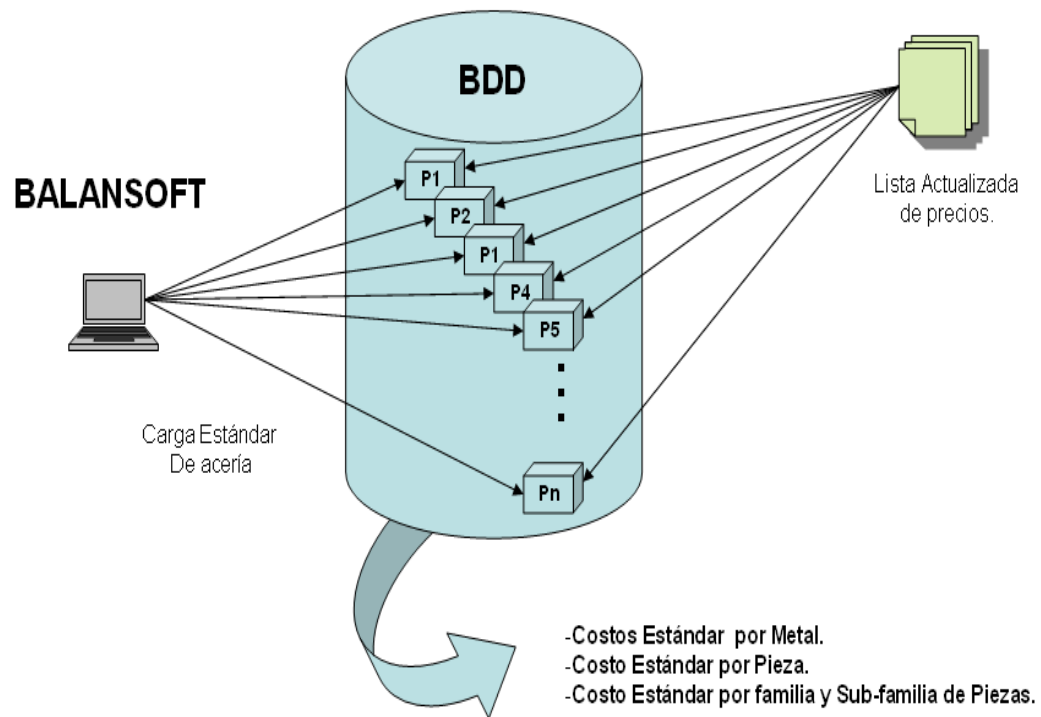 BDD
BALANSOFT
P1
P2
P1
P4
P5
Pn
Lista Actualizada
de precios.
Carga Estándar
De acería
-Costos Estándar por Metal.
-Costo Estándar por Pieza.
-Costo Estándar por familia y Sub-familia de Piezas.